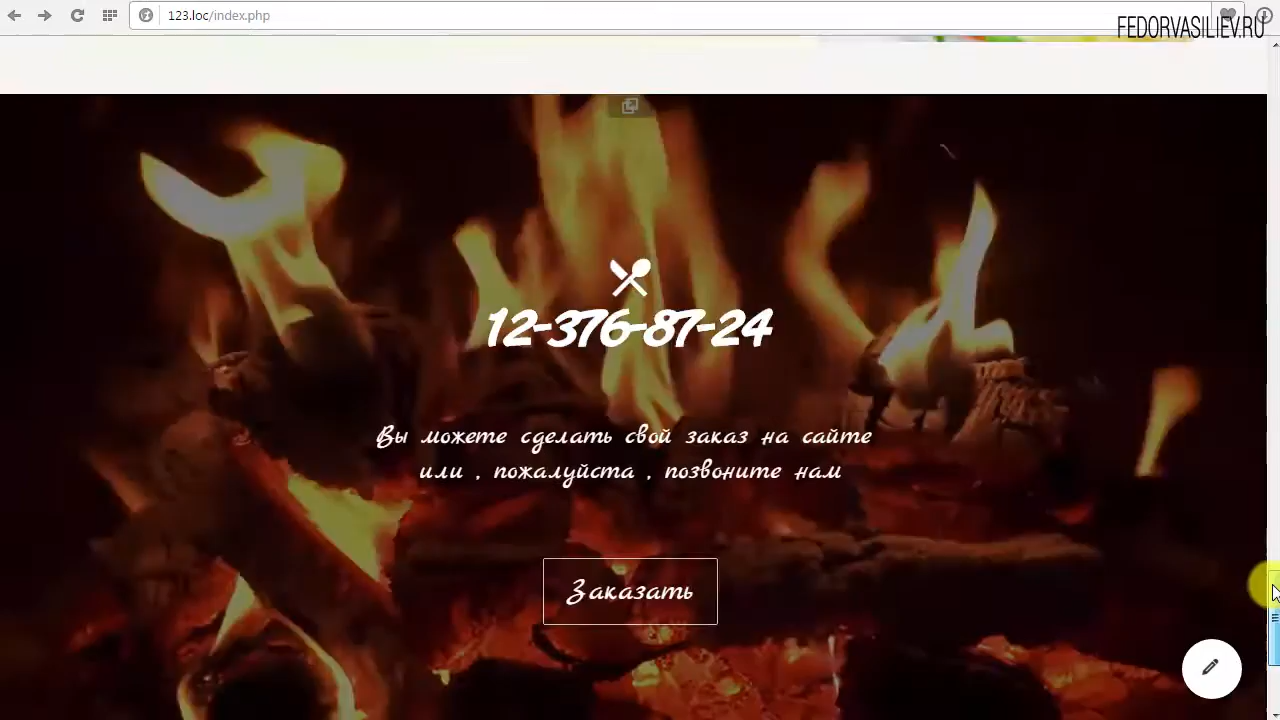 123.loc/index.php
FEDORVASILIEV.RU
12-376-87-24
Вы можете сделать свой заказ на сайте
или , пожалуйста , позвоните нам
Заказать